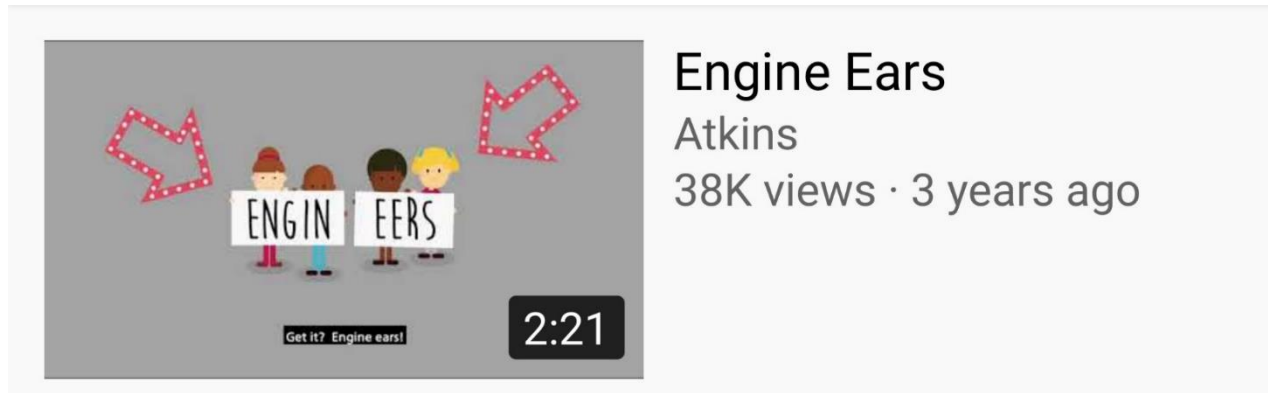 ENGIN EERS
Get it? Engine ears!
2:21
Engine Ears
Atkins
38K views · 3 years ago